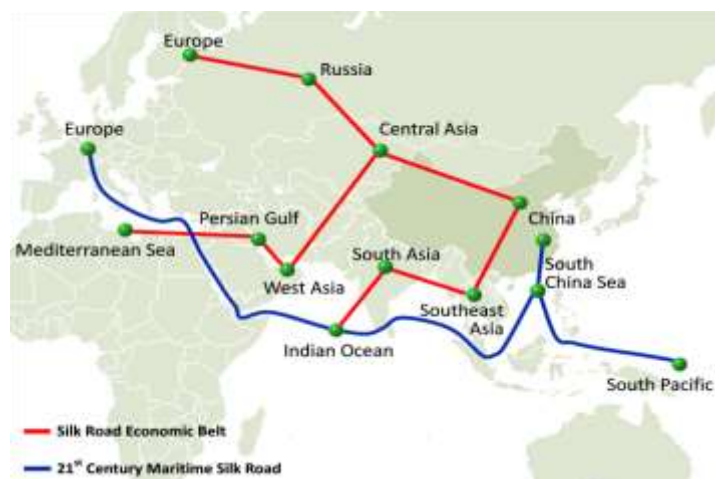 Europe
Russia
Europe
Central Asia
Persian Gulf
China
Mediterranean Sea
South Asia
West Asia
South
China Sea
Southeast
Asia
Indian Ocean
South Pacific
Silk Road Economic Belt
21st Century Maritime Silk Road